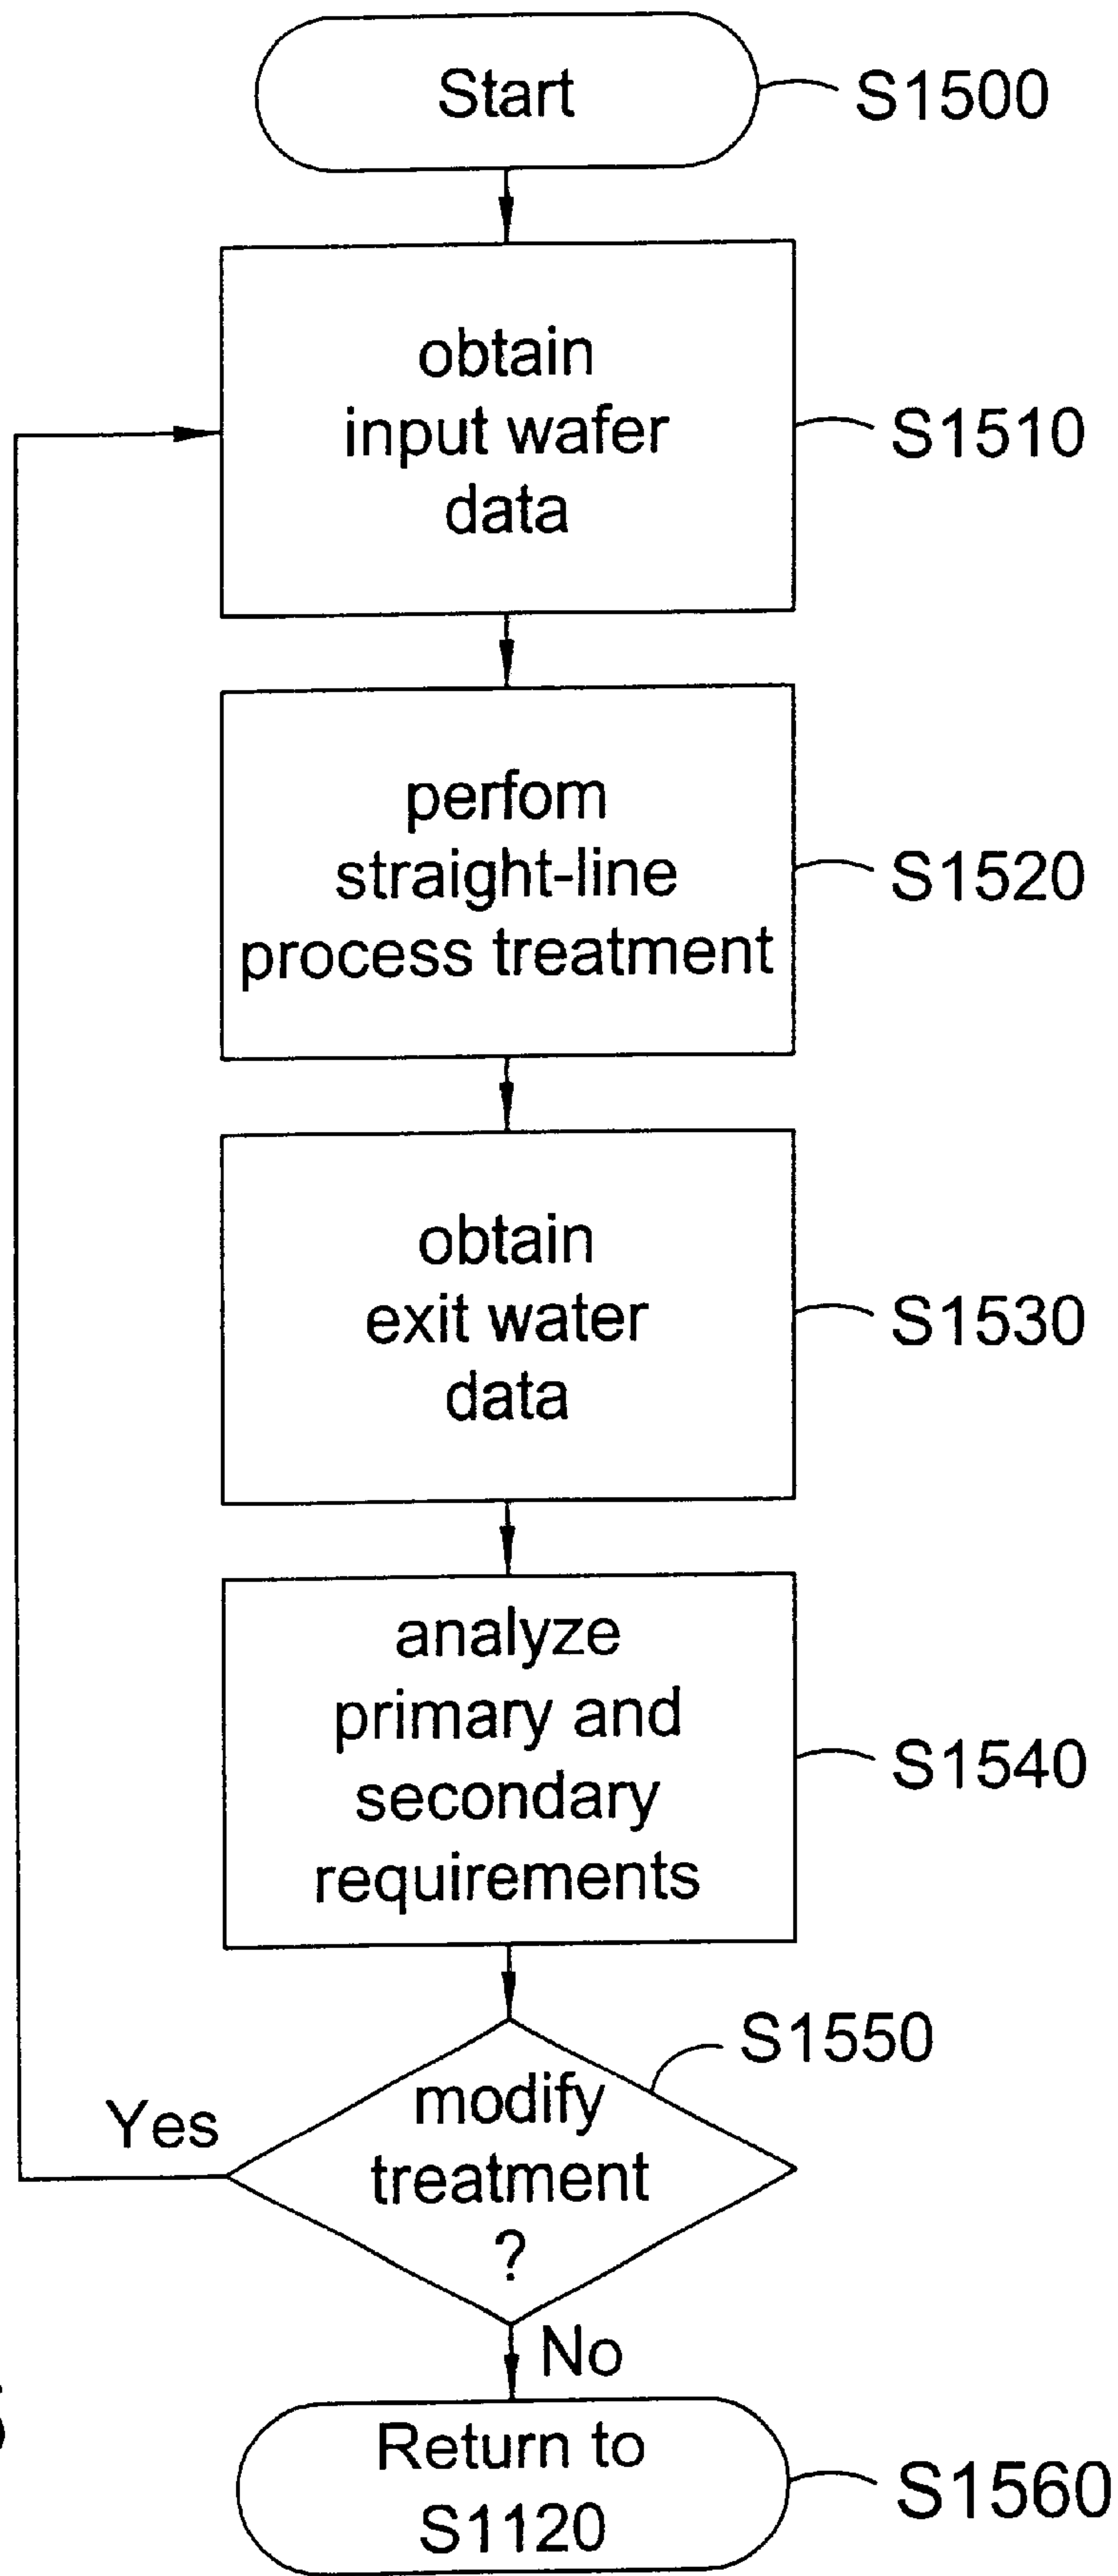 Start
S1500
obtain
input wafer
data
S1510
perfom
straight-line
process treatment
S1520
obtain
exit water
data
S1530
analyze
primary and
secondary
requirements
S1540
S1550
modify
treatment
?
Yes
No
Return to
S1120
S1560